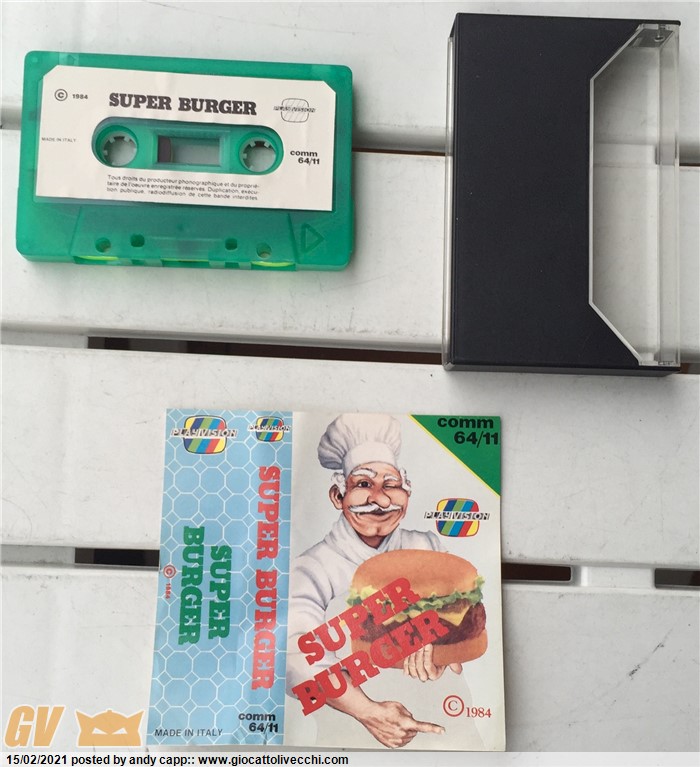 © 1984
SUPER BURGER
PLAYVISION
MADE IN ITALY
comm
64/11
Tous droits du producteur phonographique et du proprié-
taire de l'oeuvre enregistrée réservés. Duplication, execu-
tion publique, radiodiffusion de cette bande interdites
PLAYVISION
SUPER
BURGER
© 1984
MADE IN ITALY
PLAYVISION
SUPER BURGER
comm
64/11
comm
64/11
PLAYVISION
SUPER
BURGER
© 1984
GV
15/02/2021 posted by andy capp:: www.giocattolivecchi.com